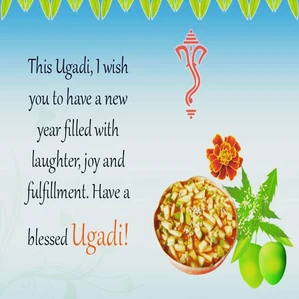 This Ugadi, I wish
you to have a new
year filled with
laughter, joy and
fulfillment. Have a
blessed Ugadi!